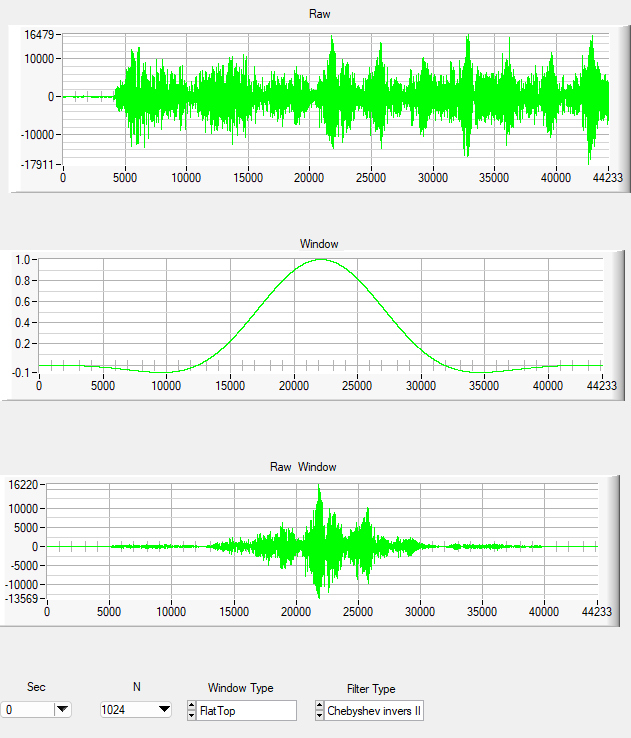 Raw
16479
10000
0
-10000
-17911
0 5000 10000 15000 20000 25000 30000 35000 40000 44233
Window
1.0
0.8
0.6
0.4
0.2
-0.1
0 5000 10000 15000 20000 25000 30000 35000 40000 44233
Raw Window
16220
10000
5000
0
-5000
-10000
-13569
0 5000 10000 15000 20000 25000 30000 35000 40000 44233
Sec N Window Type Filter Type
0 1024 FlatTop Chebyshev invers II